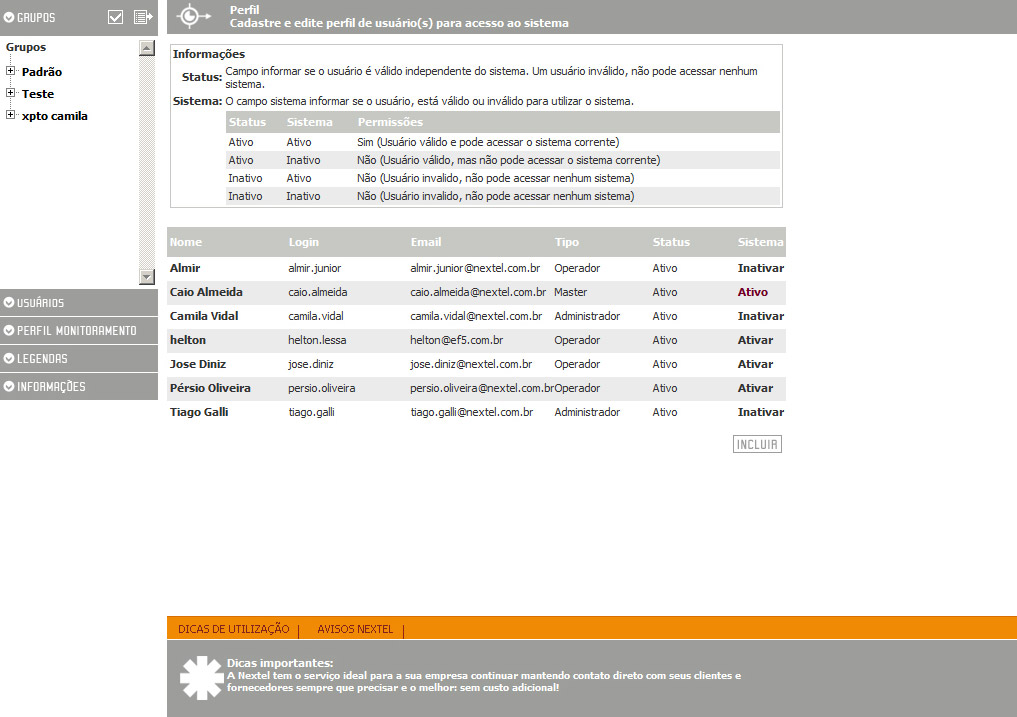 GRUPOS
Grupos
Padrão
Teste
xpto camila
USUÁRIOS
PERFIL MONITORAMENTO
LEGENDAS
INFORMAÇÕES
Perfil
Cadastre e edite perfil de usuário(s) para acesso ao sistema
Informações
Status: Campo informar se o usuário é válido independente do sistema. Um usuário inválido, não pode acessar nenhum
sistema.
Sistema: O campo sistema informar se o usuário, está válido ou inválido para utilizar o sistema.
Status Sistema Permissões
Ativo Ativo Sim (Usuário válido e pode acessar o sistema corrente)
Ativo Inativo Não (Usuário válido, mas não pode acessar o sistema corrente)
Inativo Ativo Não (Usuário invalido, não pode acessar nenhum sistema)
Inativo Inativo Não (Usuário invalido, não pode acessar nenhum sistema)
Nome Login Email Tipo Status Sistema
Almir almir.junior almir.junior@nextel.com.br Operador Ativo Inativar
Caio Almeida caio.almeida caio.almeida@nextel.com.br Master Ativo Ativo
Camila Vidal camila.vidal camila.vidal@nextel.com.br Administrador Ativo Inativar
helton helton.lessa helton@ef5.com.br Operador Ativo Ativar
Jose Diniz jose.diniz jose.diniz@nextel.com.br Operador Ativo Ativar
Pérsio Oliveira persio.oliveira persio.oliveira@nextel.com.br Operador Ativo Ativar
Tiago Galli tiago.galli tiago.galli@nextel.com.br Administrador Ativo Inativar
INCLUIR
DICAS DE UTILIZAÇÃO | AVISOS NEXTEL |
Dicas importantes:
A Nextel tem o serviço ideal para a sua empresa continuar mantendo contato direto com seus clientes e
fornecedores sempre que precisar e o melhor: sem custo adicional!